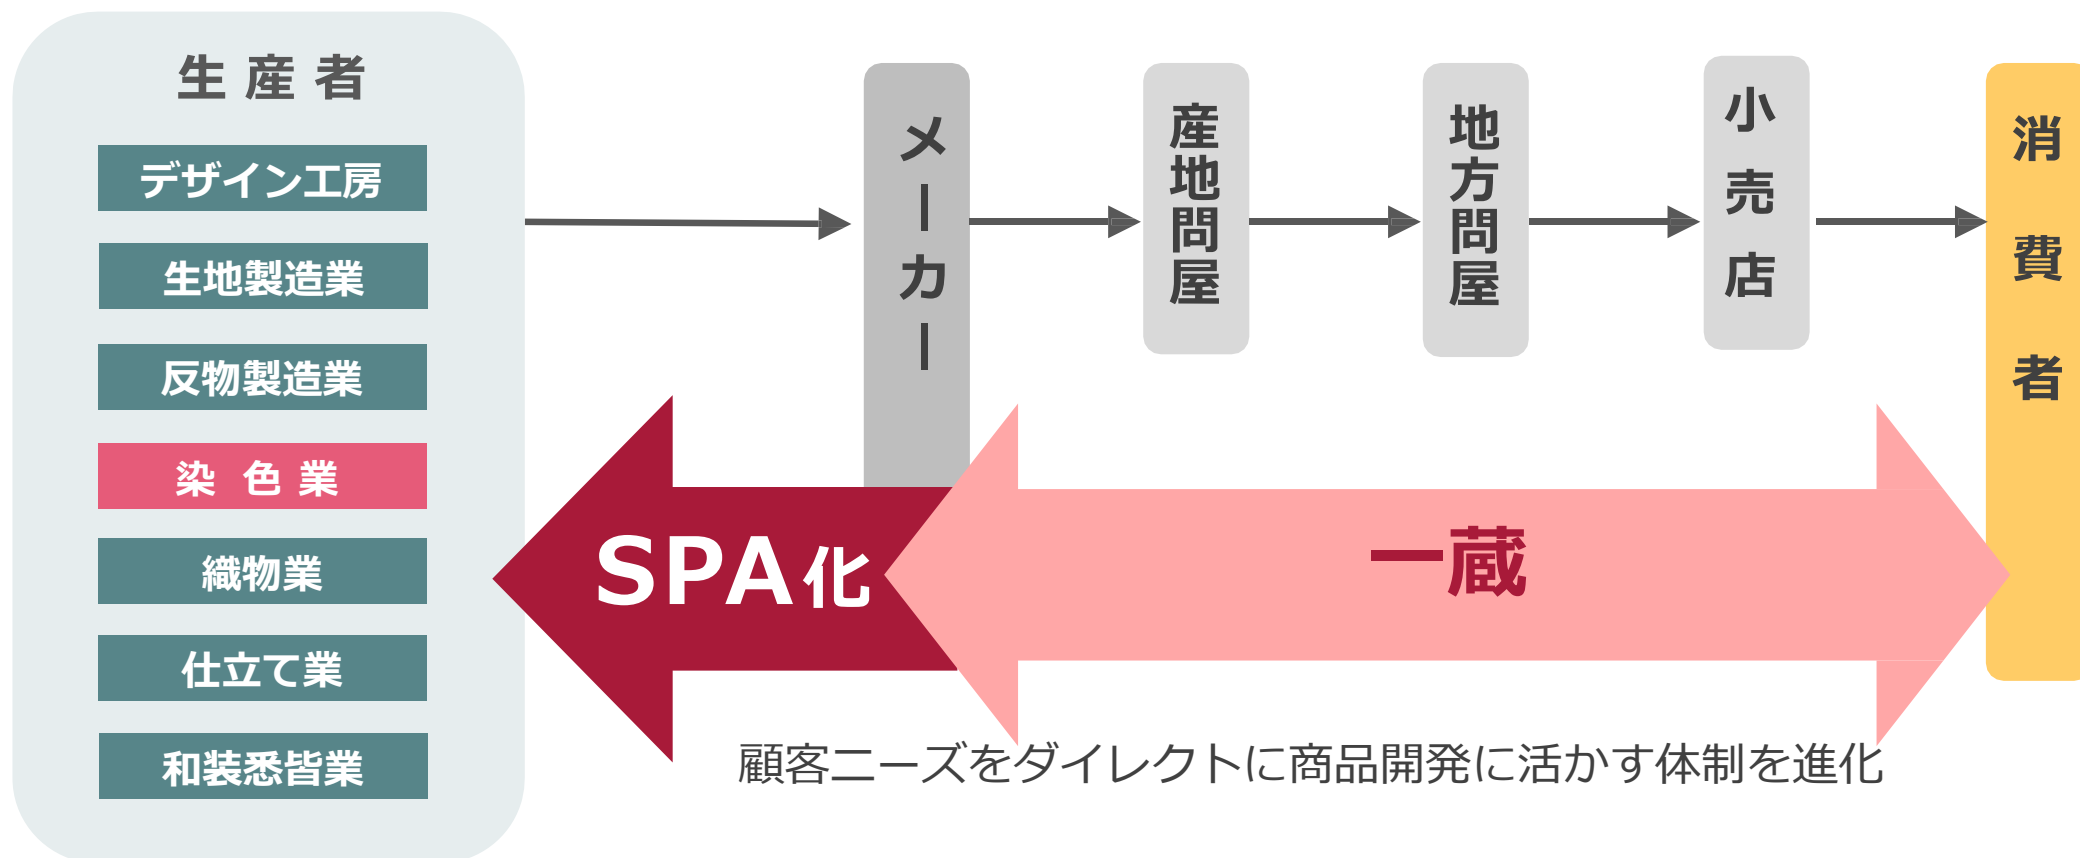 生産者
デザイン工房
生地製造業
反物製造業
染色業
織物業
仕立て業
和装悉皆業
メーカー
産地問屋
地方問屋
小売店
消費者
SPA化
一蔵
顧客ニーズをダイレクトに商品開発に活かす体制を進化